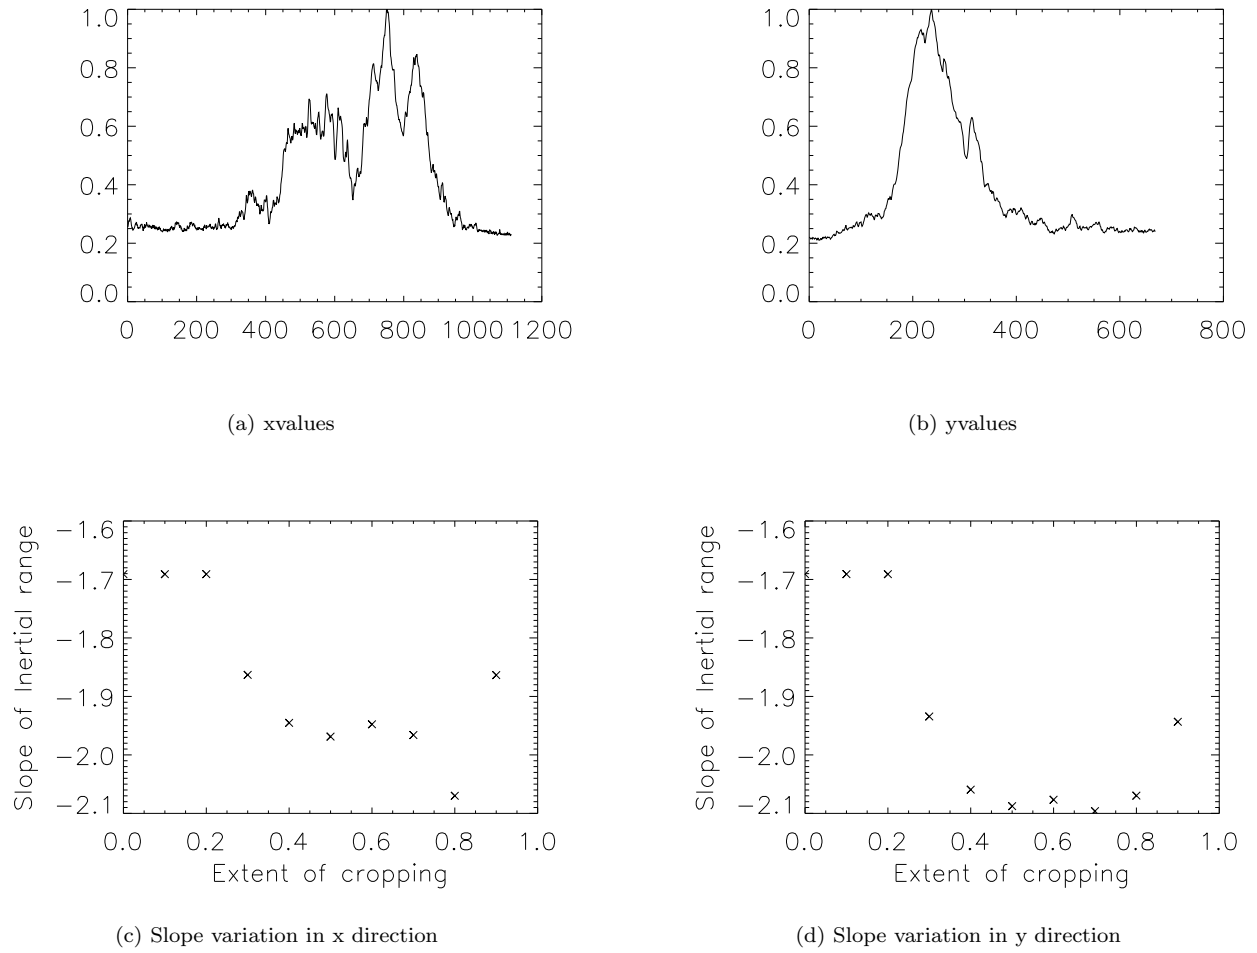 1.0
0.8
0.6
0.4
0.2
0.0
0 200 400 600 800 1000 1200
(a) xvalues
1.0
0.8
0.6
0.4
0.2
0.0
0 200 400 600 800
(b) yvalues
Slope of Inertial range
−1.6
−1.7
−1.8
−1.9
−2.0
−2.1
0.0 0.2 0.4 0.6 0.8 1.0
Extent of cropping
(c) Slope variation in x direction
Slope of Inertial range
−1.6
−1.7
−1.8
−1.9
−2.0
−2.1
0.0 0.2 0.4 0.6 0.8 1.0
Extent of cropping
(d) Slope variation in y direction